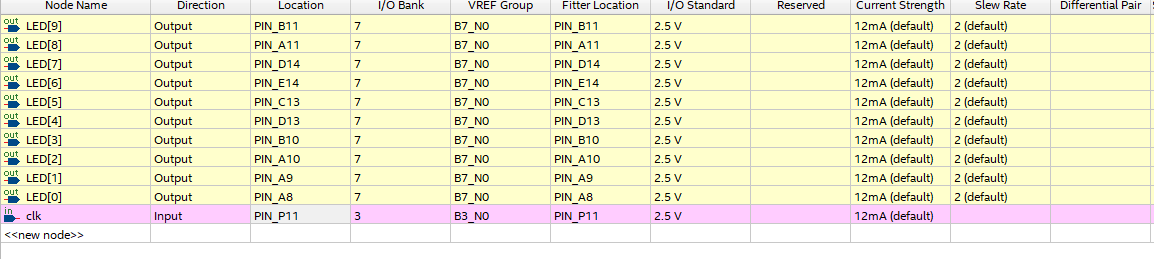 Node Name Direction Location I/O Bank VREF Group Fitter Location I/O Standard Reserved Current Strength Slew Rate Differential Pair
out LED[9] Output PIN_B11 7 B7_N0 PIN_B11 2.5 V 12mA (default) 2 (default)
out LED[8] Output PIN_A11 7 B7_N0 PIN_A11 2.5 V 12mA (default) 2 (default)
out LED[7] Output PIN_D14 7 B7_N0 PIN_D14 2.5 V 12mA (default) 2 (default)
out LED[6] Output PIN_E14 7 B7_N0 PIN_E14 2.5 V 12mA (default) 2 (default)
out LED[5] Output PIN_C13 7 B7_N0 PIN_C13 2.5 V 12mA (default) 2 (default)
out LED[4] Output PIN_D13 7 B7_N0 PIN_D13 2.5 V 12mA (default) 2 (default)
out LED[3] Output PIN_B10 7 B7_N0 PIN_B10 2.5 V 12mA (default) 2 (default)
out LED[2] Output PIN_A10 7 B7_N0 PIN_A10 2.5 V 12mA (default) 2 (default)
out LED[1] Output PIN_A9 7 B7_N0 PIN_A9 2.5 V 12mA (default) 2 (default)
out LED[0] Output PIN_A8 7 B7_N0 PIN_A8 2.5 V 12mA (default) 2 (default)
in clk Input PIN_P11 3 B3_N0 PIN_P11 2.5 V 12mA (default)
<<new node>>